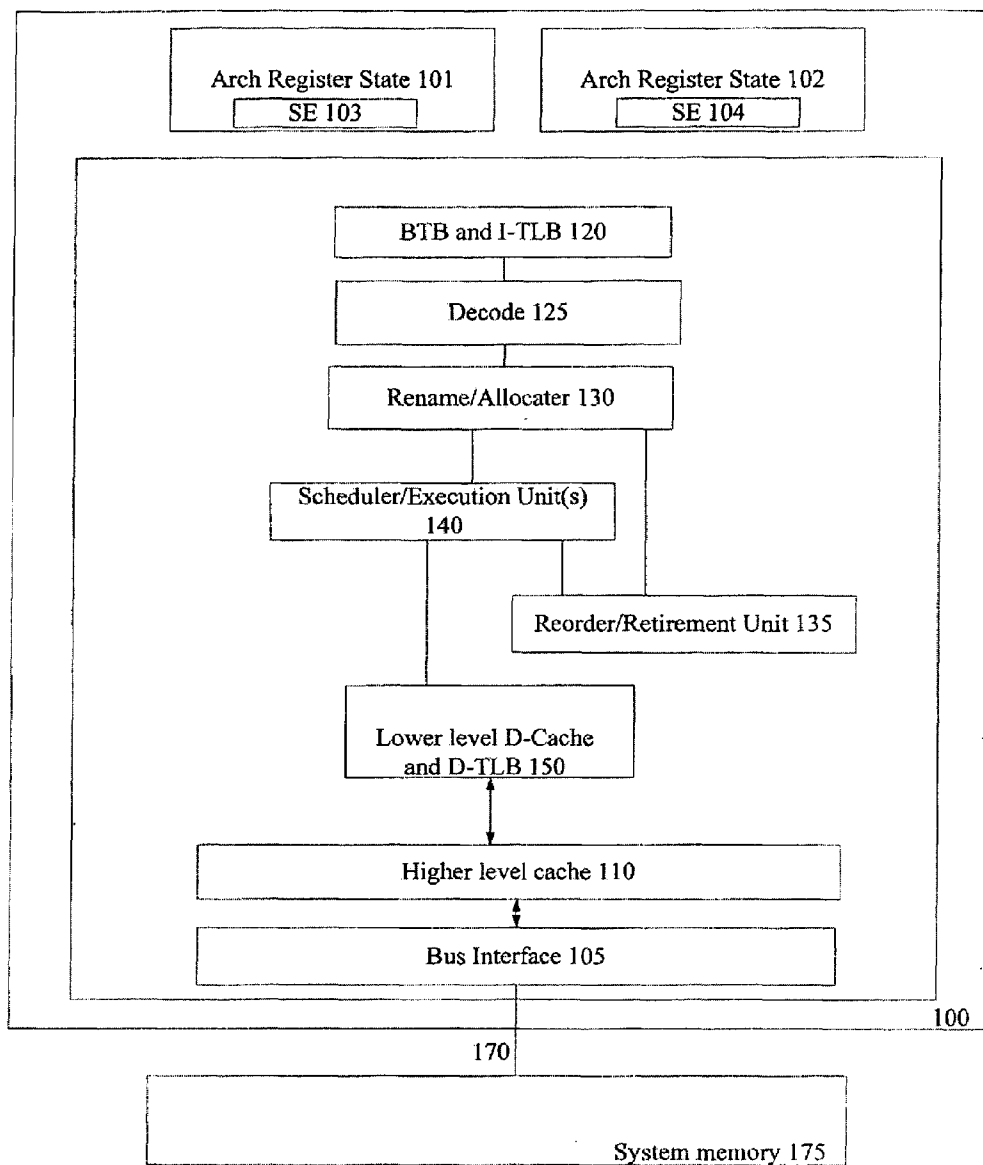 Arch Register State 101
SE 103
Arch Register State 102
SE 104
BTB and I-TLB 120
Decode 125
Rename/Allocater 130
Scheduler/Execution Unit(s)
140
Reorder/Retirement Unit 135
Lower level D-Cache
and D-TLB 150
Higher level cache 110
Bus Interface 105
100
170
System memory 175